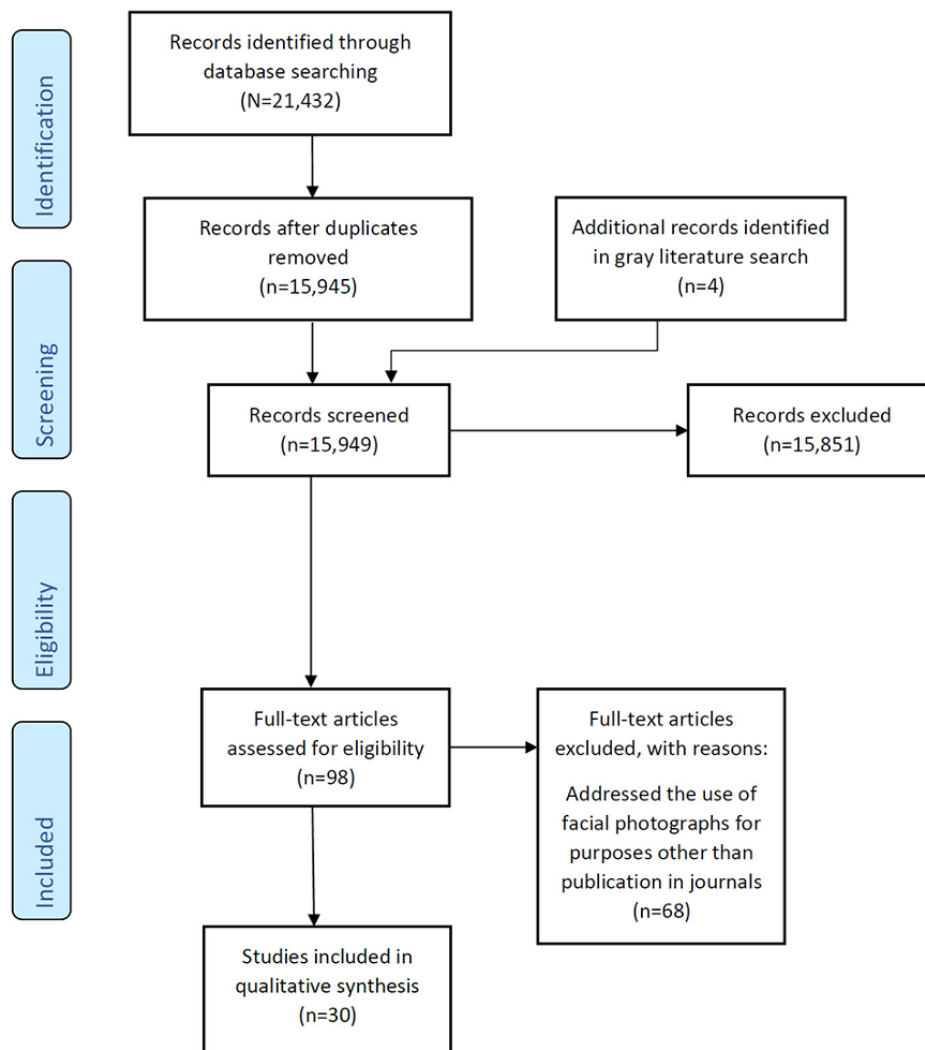 Identification
Records identified through
database searching
(N=21,432)
Records after duplicates
removed
(n=15,945)
Additional records identified
in gray literature search
(n=4)
Screening
Records screened
(n=15,949)
Records excluded
(n=15,851)
Eligibility
Full-text articles
assessed for eligibility
(n=98)
Full-text articles
excluded, with reasons:
Addressed the use of
facial photographs for
purposes other than
publication in journals
(n=68)
Included
Studies included in
qualitative synthesis
(n=30)